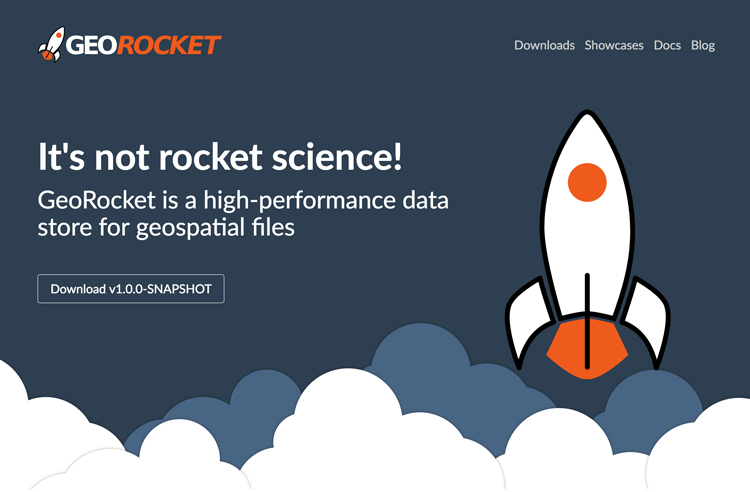 GEOROCKET
Downloads Showcases Docs Blog
It's not rocket science!
GeoRocket is a high-performance data
store for geospatial files
Download v1.0.0-SNAPSHOT